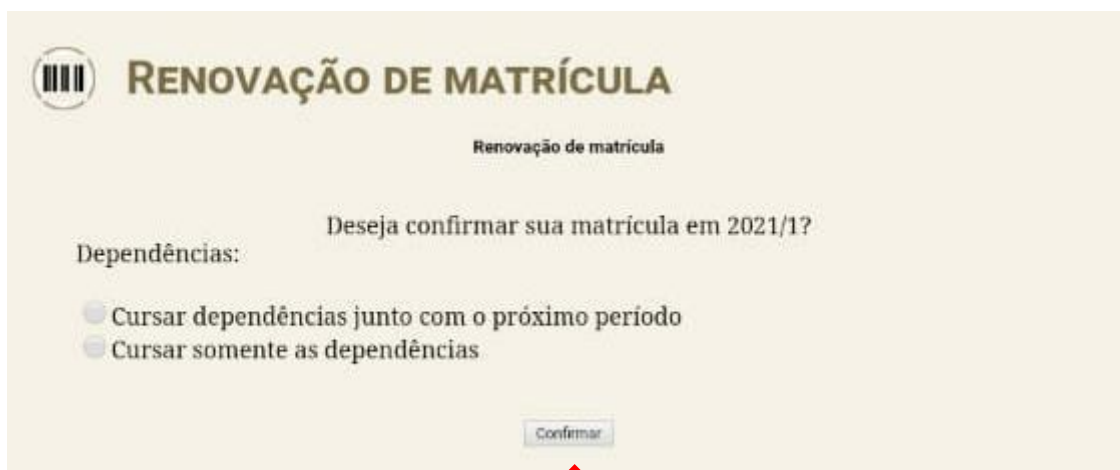 RENOVAÇÃO DE MATRÍCULA
Renovação de matrícula
Deseja confirmar sua matrícula em 2021/1?
Dependências:
Cursar dependências junto com o próximo período
Cursar somente as dependências
Confirmar